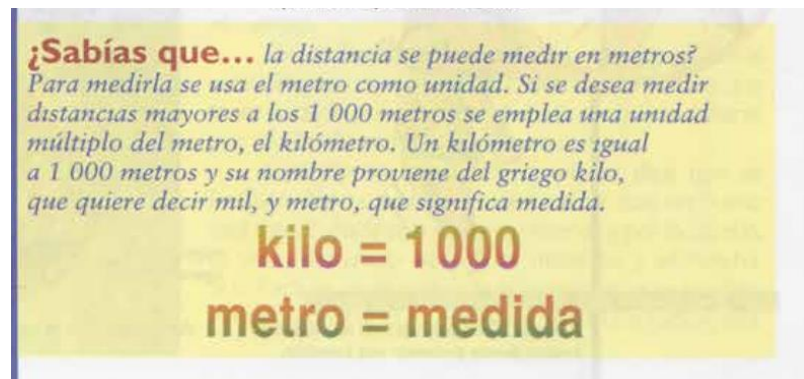 ¿Sabías que... la distancia se puede medir en metros?
Para medirla se usa el metro como unidad. Si se desea medir
distancias mayores a los 1 000 metros se emplea una unidad
múltiplo del metro, el kilómetro. Un kilómetro es igual
a 1 000 metros y su nombre proviene del griego kilo,
que quiere decir mil, y metro, que significa medida.
kilo = 1000
metro = medida